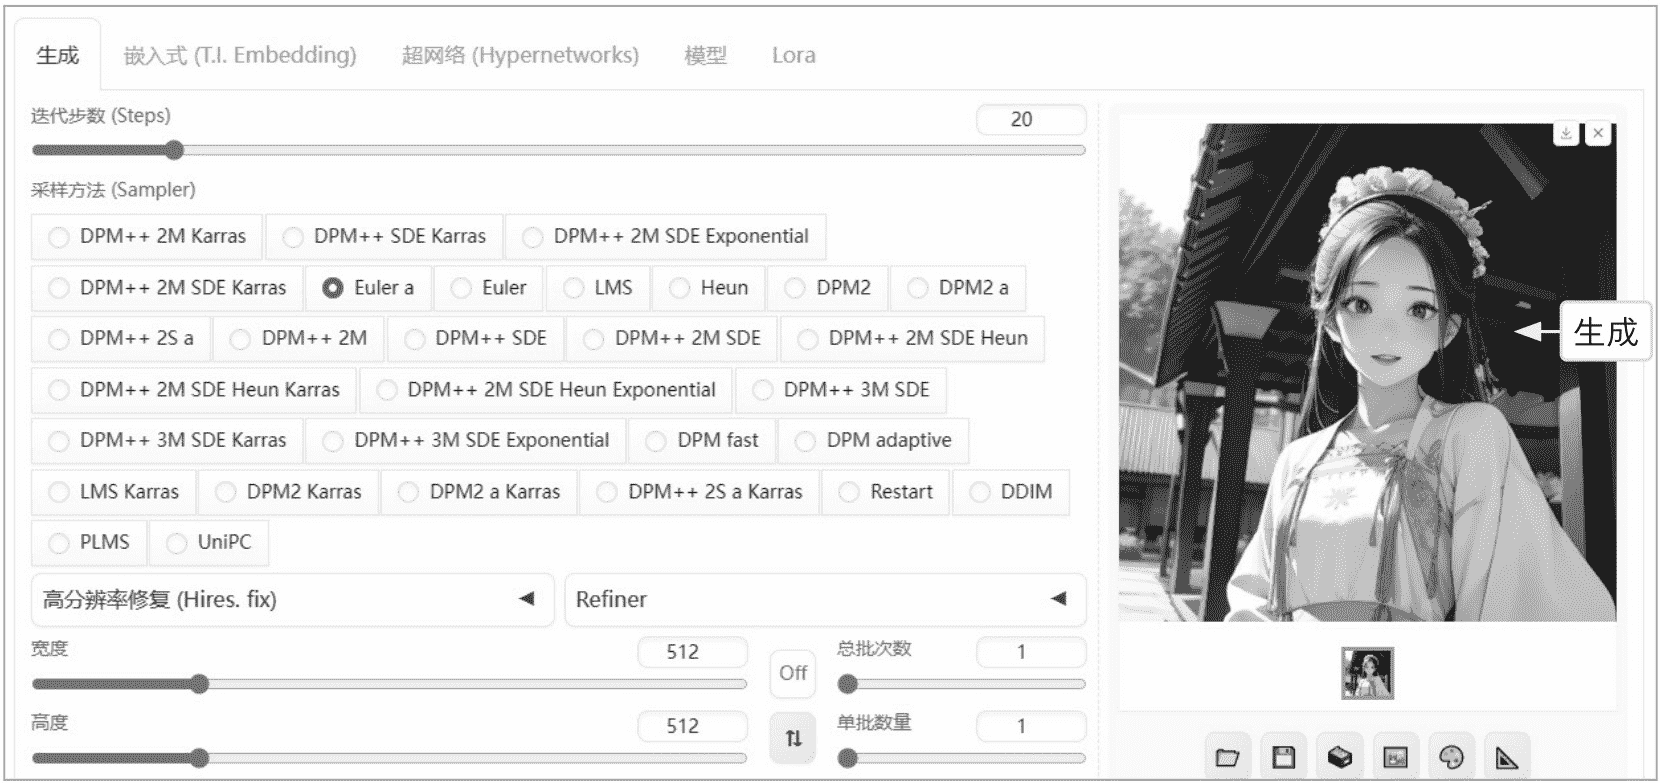 生成 嵌入式 (T.I. Embedding) 超网络 (Hypernetworks) 模型 Lora
迭代步数 (Steps) 20
采样方法 (Sampler)
DPM++ 2M Karras DPM++ SDE Karras DPM++ 2M SDE Exponential
DPM++ 2M SDE Karras Euler a Euler LMS Heun DPM2 DPM2 a
DPM++ 2S a DPM++ 2M DPM++ SDE DPM++ 2M SDE DPM++ 2M SDE Heun
DPM++ 2M SDE Heun Karras DPM++ 2M SDE Heun Exponential DPM++ 3M SDE
DPM++ 3M SDE Karras DPM++ 3M SDE Exponential DPM fast DPM adaptive
LMS Karras DPM2 Karras DPM2 a Karras DPM++ 2S a Karras Restart DDIM
PLMS UniPC
高分辨率修复 (Hires. fix) Refiner
宽度 512 Off 总批次数 1
高度 512 单批数量 1
生成